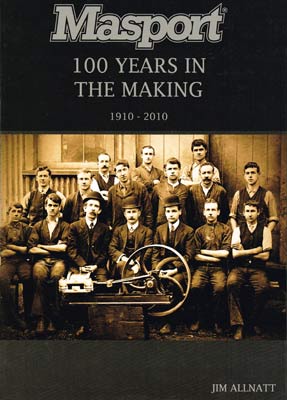 Masport®
100 YEARS IN
THE MAKING
1910 - 2010
JIM ALLNATT